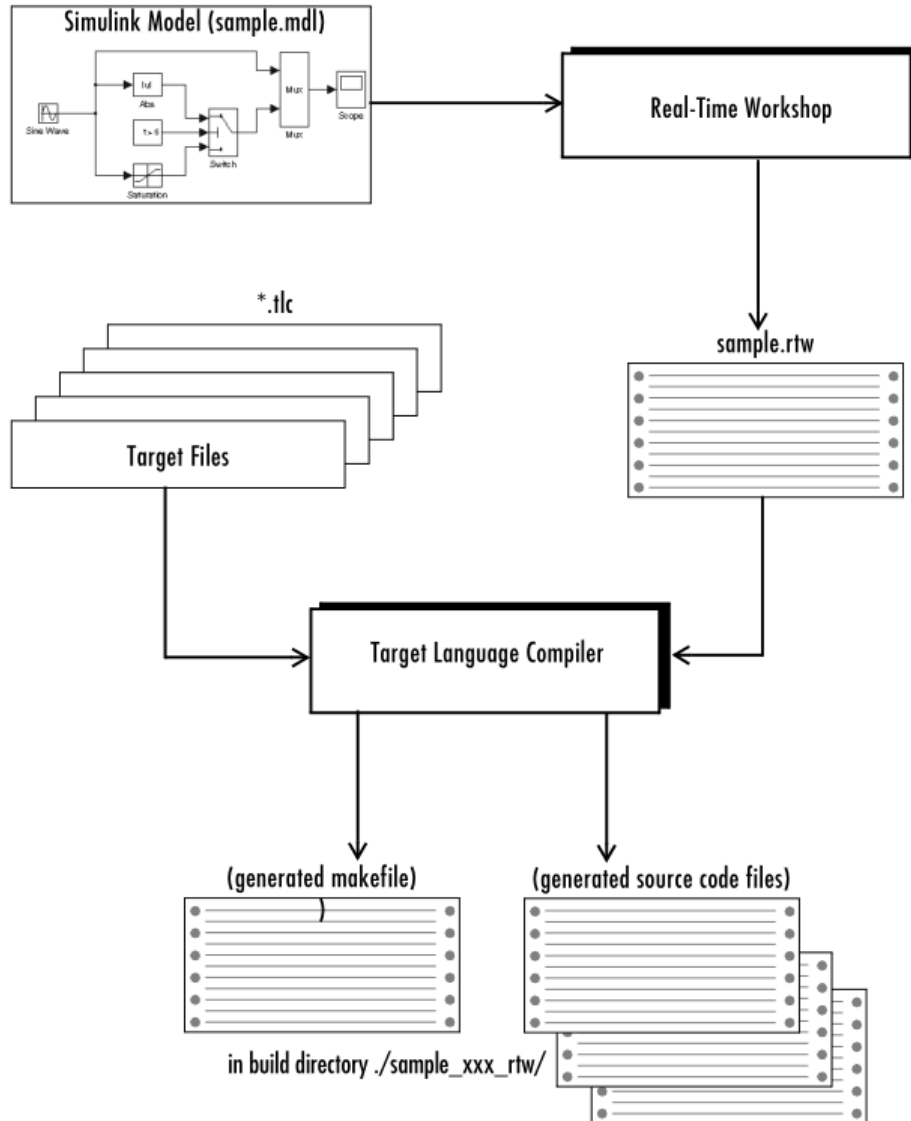 Simulink Model (sample.mdl)
|u|
Abs
Sine Wave
t > 5
Switch
Saturation
Mux
Mux
Scope
Real-Time Workshop
*.tlc
Target Files
sample.rtw
Target Language Compiler
(generated makefile)
(generated source code files)
in build directory ./sample_xxx_rtw/